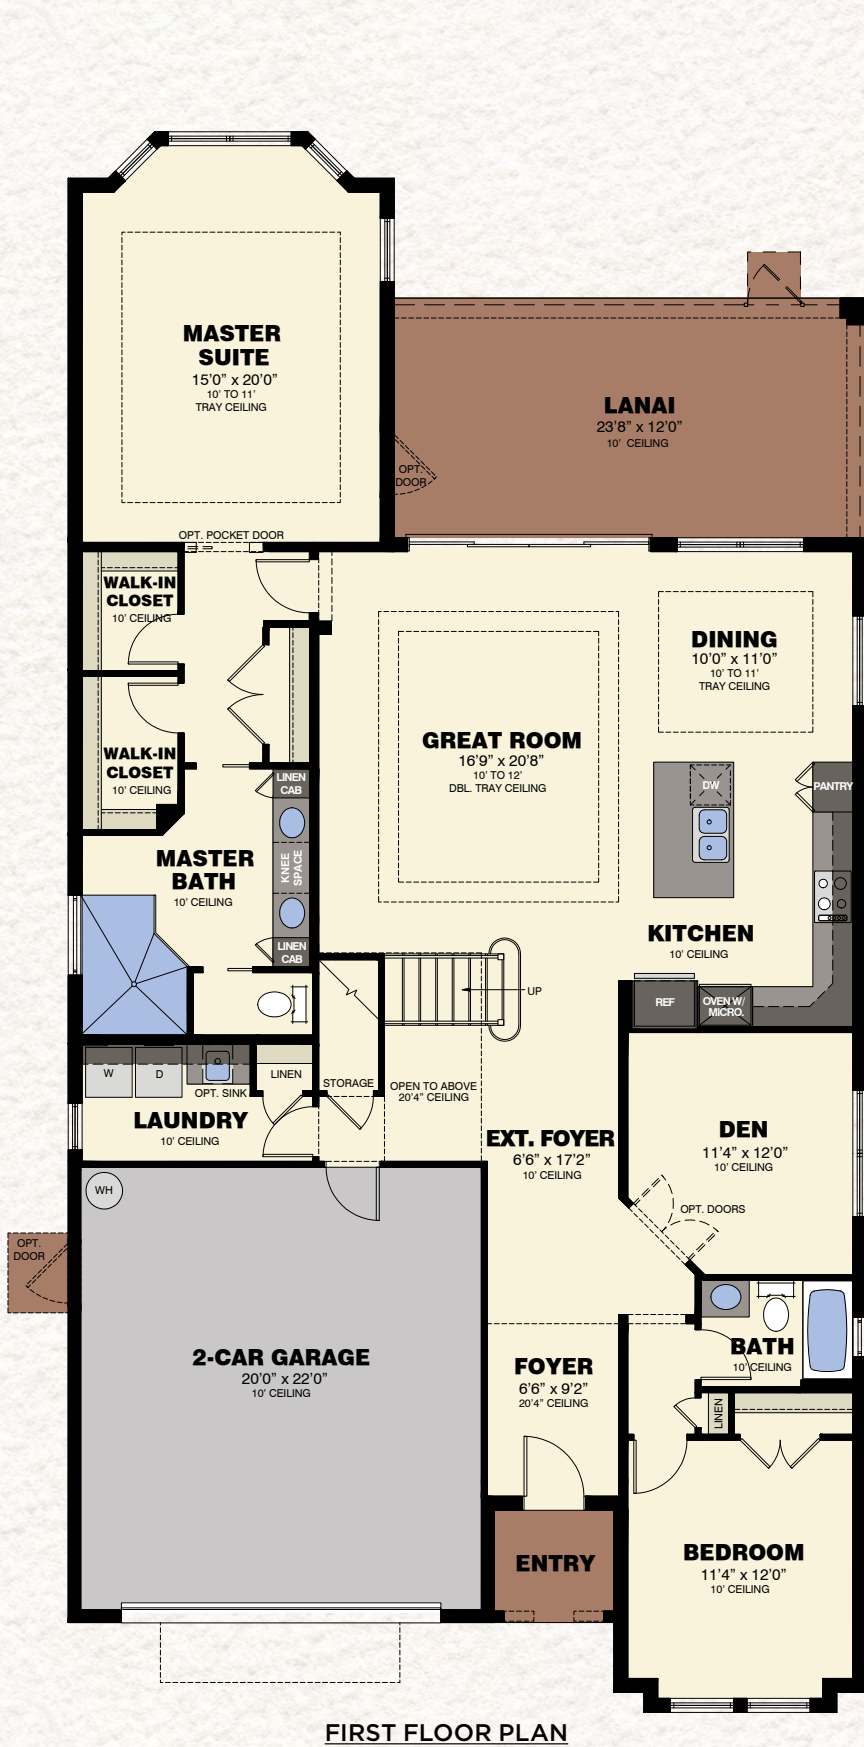 MASTER
SUITE
15'0" x 20'0"
10' TO 11'
TRAY CEILING
LANAI
23'8" x 12'0"
10' CEILING
OPT.
DOOR
OPT. POCKET DOOR
WALK-IN
CLOSET
10' CEILING
DINING
10'0" x 11'0"
10' TO 11'
TRAY CEILING
GREAT ROOM
16'9" x 20'8"
10' TO 12'
DBL. TRAY CEILING
WALK-IN
CLOSET
10' CEILING
LINEN
CAB
DW
PANTRY
MASTER
BATH
10' CEILING
KNEE
SPACE
LINEN
CAB
KITCHEN
10' CEILING
REF
OVEN W/
MICRO.
UP
W
D
OPT. SINK
LINEN
STORAGE
OPEN TO ABOVE
20'4" CEILING
LAUNDRY
10' CEILING
EXT. FOYER
6'6" x 17'2"
10' CEILING
DEN
11'4" x 12'0"
10' CEILING
WH
OPT. DOORS
OPT.
DOOR
2-CAR GARAGE
20'0" x 22'0"
10' CEILING
FOYER
6'6" x 9'2"
20'4" CEILING
BATH
10' CEILING
LINEN
ENTRY
BEDROOM
11'4" x 12'0"
10' CEILING
FIRST FLOOR PLAN